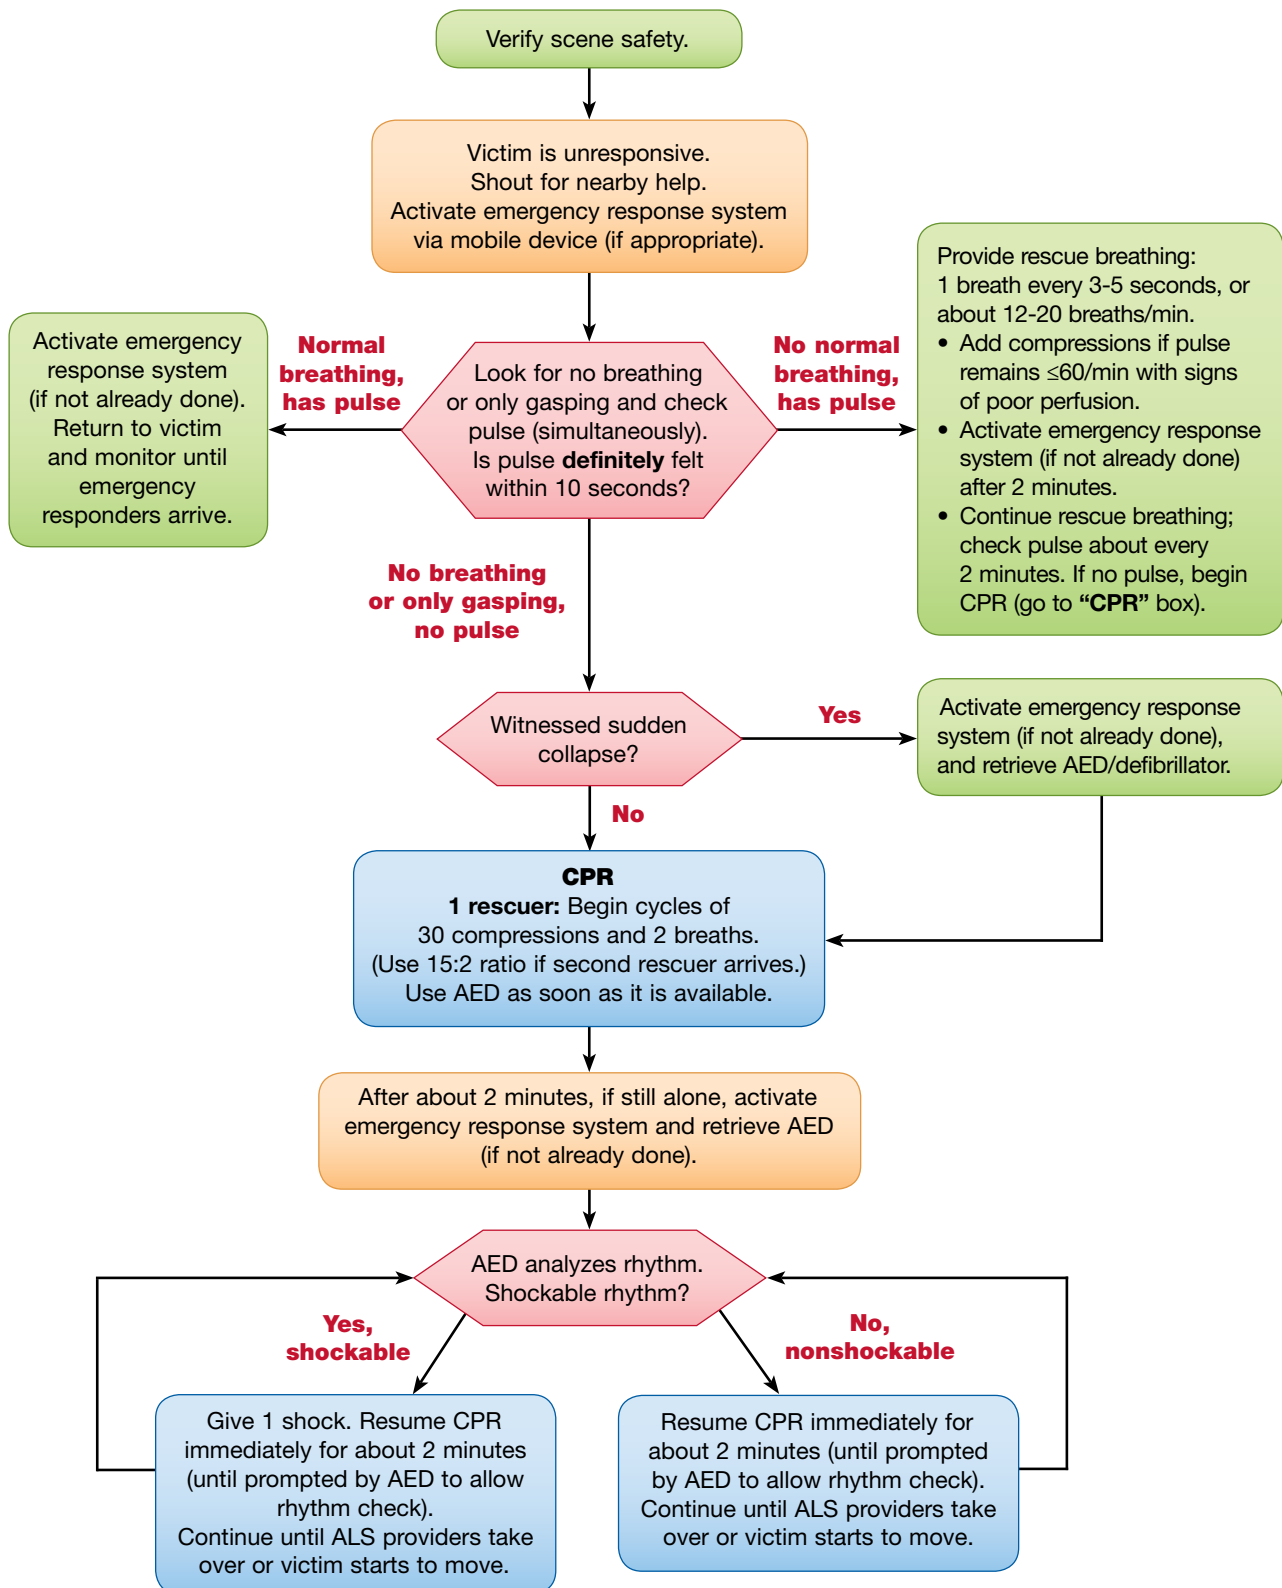 Verify scene safety.
Victim is unresponsive.
Shout for nearby help.
Activate emergency response system
via mobile device (if appropriate).
Look for no breathing
or only gasping and check
pulse (simultaneously).
Is pulse definitely felt
within 10 seconds?
Normal
breathing,
has pulse
Activate emergency
response system
(if not already done).
Return to victim
and monitor until
emergency
responders arrive.
No normal
breathing,
has pulse
Provide rescue breathing:
1 breath every 3-5 seconds, or
about 12-20 breaths/min.
• Add compressions if pulse
remains ≤60/min with signs
of poor perfusion.
• Activate emergency response
system (if not already done)
after 2 minutes.
• Continue rescue breathing;
check pulse about every
2 minutes. If no pulse, begin
CPR (go to “CPR” box).
No breathing
or only gasping,
no pulse
Witnessed sudden
collapse?
Yes
Activate emergency response
system (if not already done),
and retrieve AED/defibrillator.
No
CPR
1 rescuer: Begin cycles of
30 compressions and 2 breaths.
(Use 15:2 ratio if second rescuer arrives.)
Use AED as soon as it is available.
After about 2 minutes, if still alone, activate
emergency response system and retrieve AED
(if not already done).
AED analyzes rhythm.
Shockable rhythm?
Yes,
shockable
Give 1 shock. Resume CPR
immediately for about 2 minutes
(until prompted by AED to allow
rhythm check).
Continue until ALS providers take
over or victim starts to move.
No,
nonshockable
Resume CPR immediately for
about 2 minutes (until prompted
by AED to allow rhythm check).
Continue until ALS providers take
over or victim starts to move.